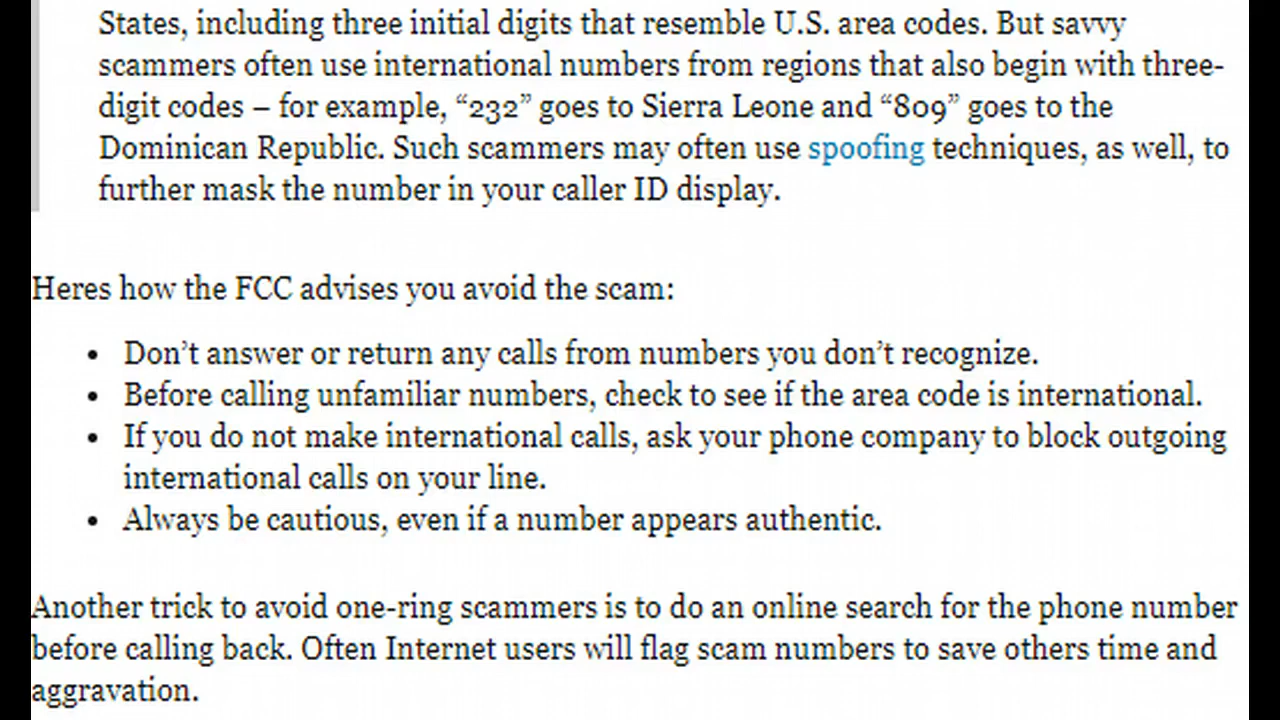 States, including three initial digits that resemble U.S. area codes. But savvy
scammers often use international numbers from regions that also begin with three-
digit codes – for example, “232” goes to Sierra Leone and “809” goes to the
Dominican Republic. Such scammers may often use spoofing techniques, as well, to
further mask the number in your caller ID display.
Heres how the FCC advises you avoid the scam:
• Don’t answer or return any calls from numbers you don’t recognize.
• Before calling unfamiliar numbers, check to see if the area code is international.
• If you do not make international calls, ask your phone company to block outgoing
international calls on your line.
• Always be cautious, even if a number appears authentic.
Another trick to avoid one-ring scammers is to do an online search for the phone number
before calling back. Often Internet users will flag scam numbers to save others time and
aggravation.